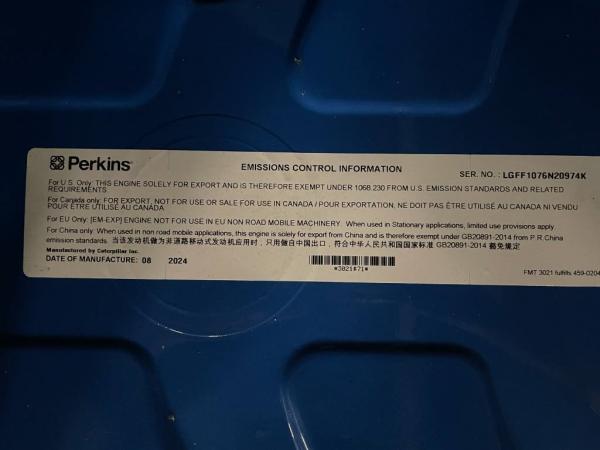 Perkins
EMISSIONS CONTROL INFORMATION
SER. NO. : LGFF1076N20974K
For U.S. Only: THIS ENGINE SOLELY FOR EXPORT AND IS THEREFORE EXEMPT UNDER 1068.230 FROM U.S. EMISSION STANDARDS AND RELATED
REQUIREMENTS.
For Canada only: FOR EXPORT, NOT FOR USE OR SALE FOR USE IN CANADA / POUR EXPORTATION. NE DOIT PAS ÊTRE UTILISÉ AU CANADA NI VENDU
POUR ÊTRE UTILISÉ AU CANADA.
For EU Only: [EM-EXP] ENGINE NOT FOR USE IN EU NON ROAD MOBILE MACHINERY. When used in Stationary applications, limited use provisions apply.
For China only: When used in non road mobile applications, this engine is solely for export from China and is therefore exempt under GB20891-2014 from P.R.China
emission standards. 当该发动机做为非道路移动式发动机应用时，只用做自中国出口，符合中华人民共和国国家标准 GB20891-2014 豁免规定
Manufactured by Caterpillar Inc.
DATE OF MANUFACTURE: 08 2024
*3021#71*
FMT 3021 fulfills 459-0204